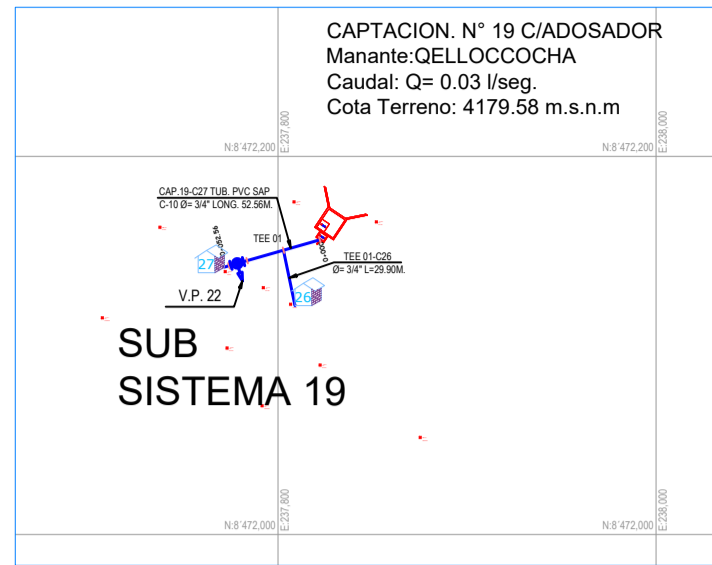 CAPTACION. N° 19 C/ADOSADOR
Manante:QELLOCCOCHA
Caudal: Q= 0.03 l/seg.
Cota Terreno: 4179.58 m.s.n.m
N:8´472,200
E:237,800
N:8´472,200
E:238,000
CAP.19-C27 TUB. PVC SAP
C-10 Ø= 3/4" LONG. 52.56M.
TEE 01
TEE 01-C26
Ø= 3/4" L=29.90M.
27
26
V.P. 22
SUB
SISTEMA 19
N:8´472,000
E:237,800
N:8´472,000
E:238,000